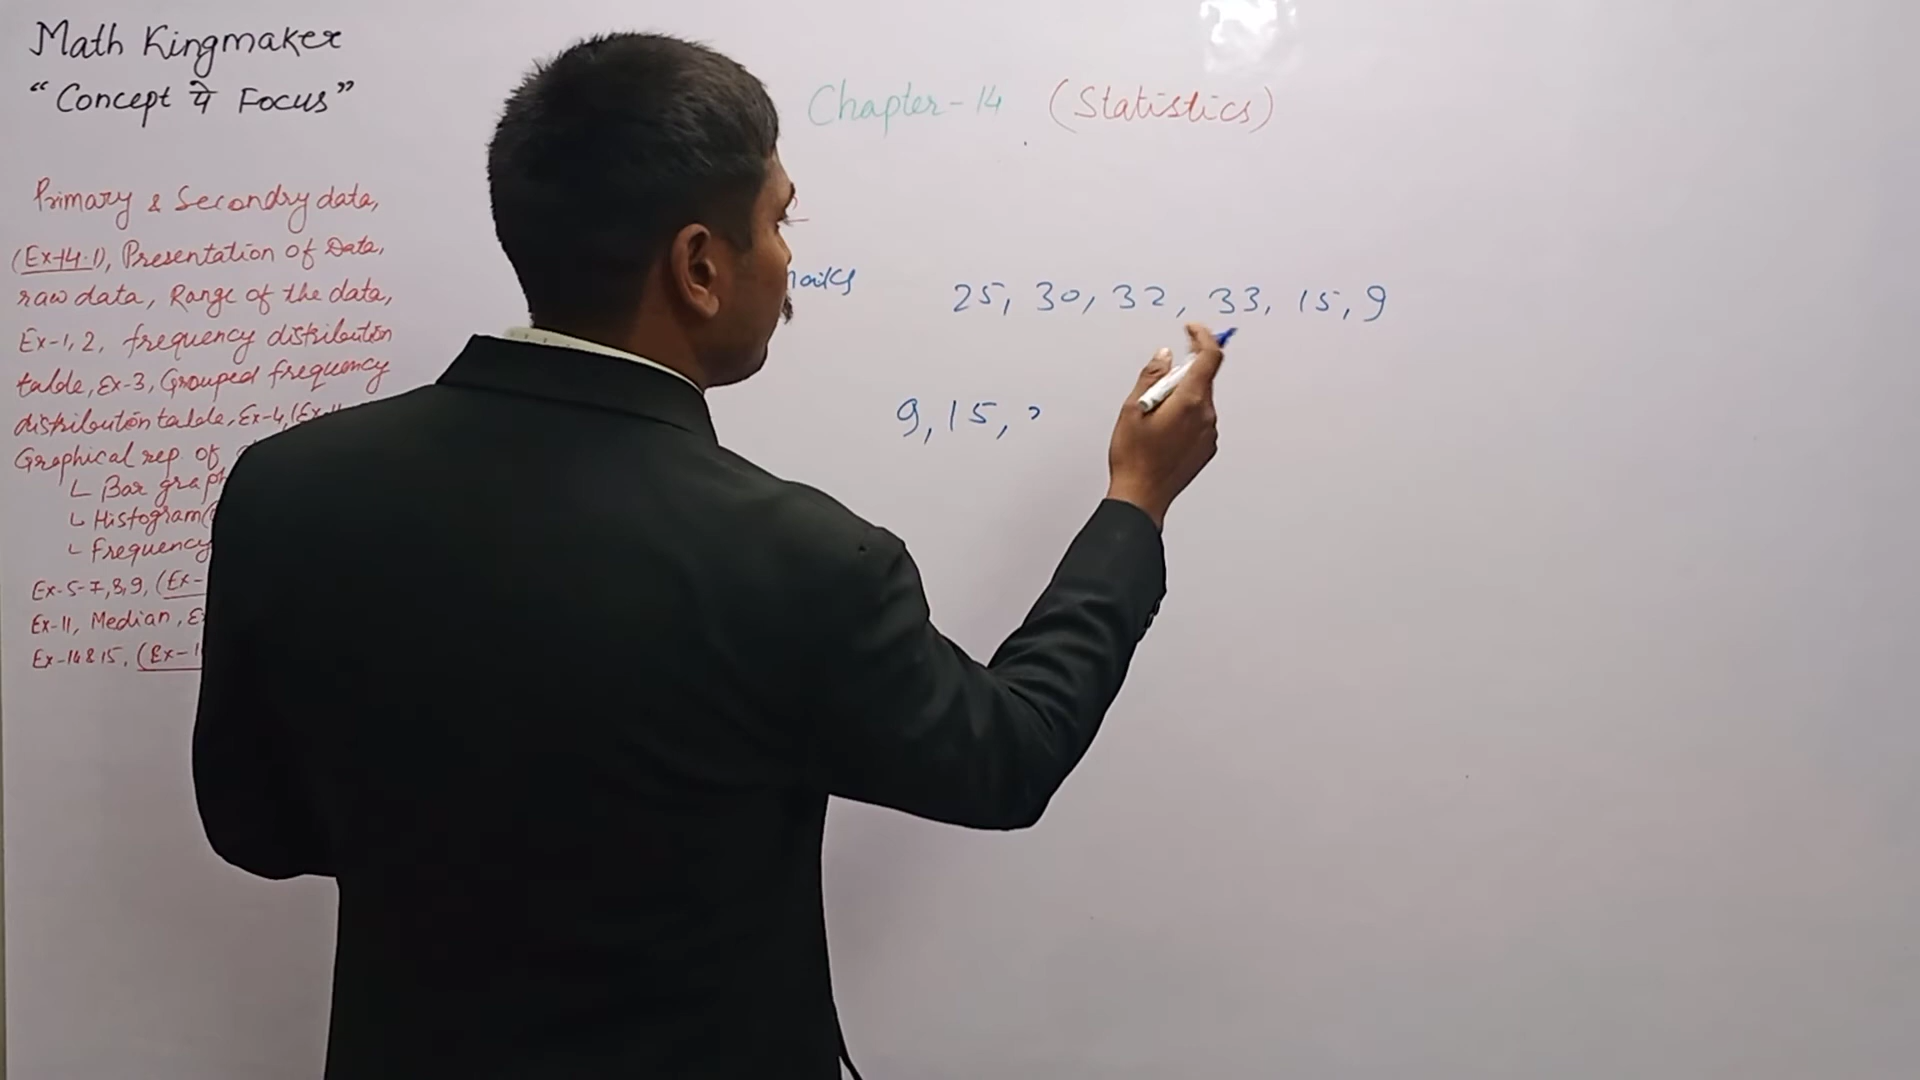 Math Kingmaker
“Concept पे Focus”
Chapter-14 (Statistics)
Primary & Secondry data,
(Ex-14.1), Presentation of Data,
raw data, Range of the data,
Ex-1,2, frequency distribution
table, Ex-3, Grouped frequency
distribution table, Ex-4,
Graphical rep. of
└ Bar graph
└ Histogram
└ Frequency
Ex-5-7,8,9, (Ex-
Ex-11, Median,
Ex-14&15, (Ex-1
25, 30, 32, 33, 15, 9
9, 15,